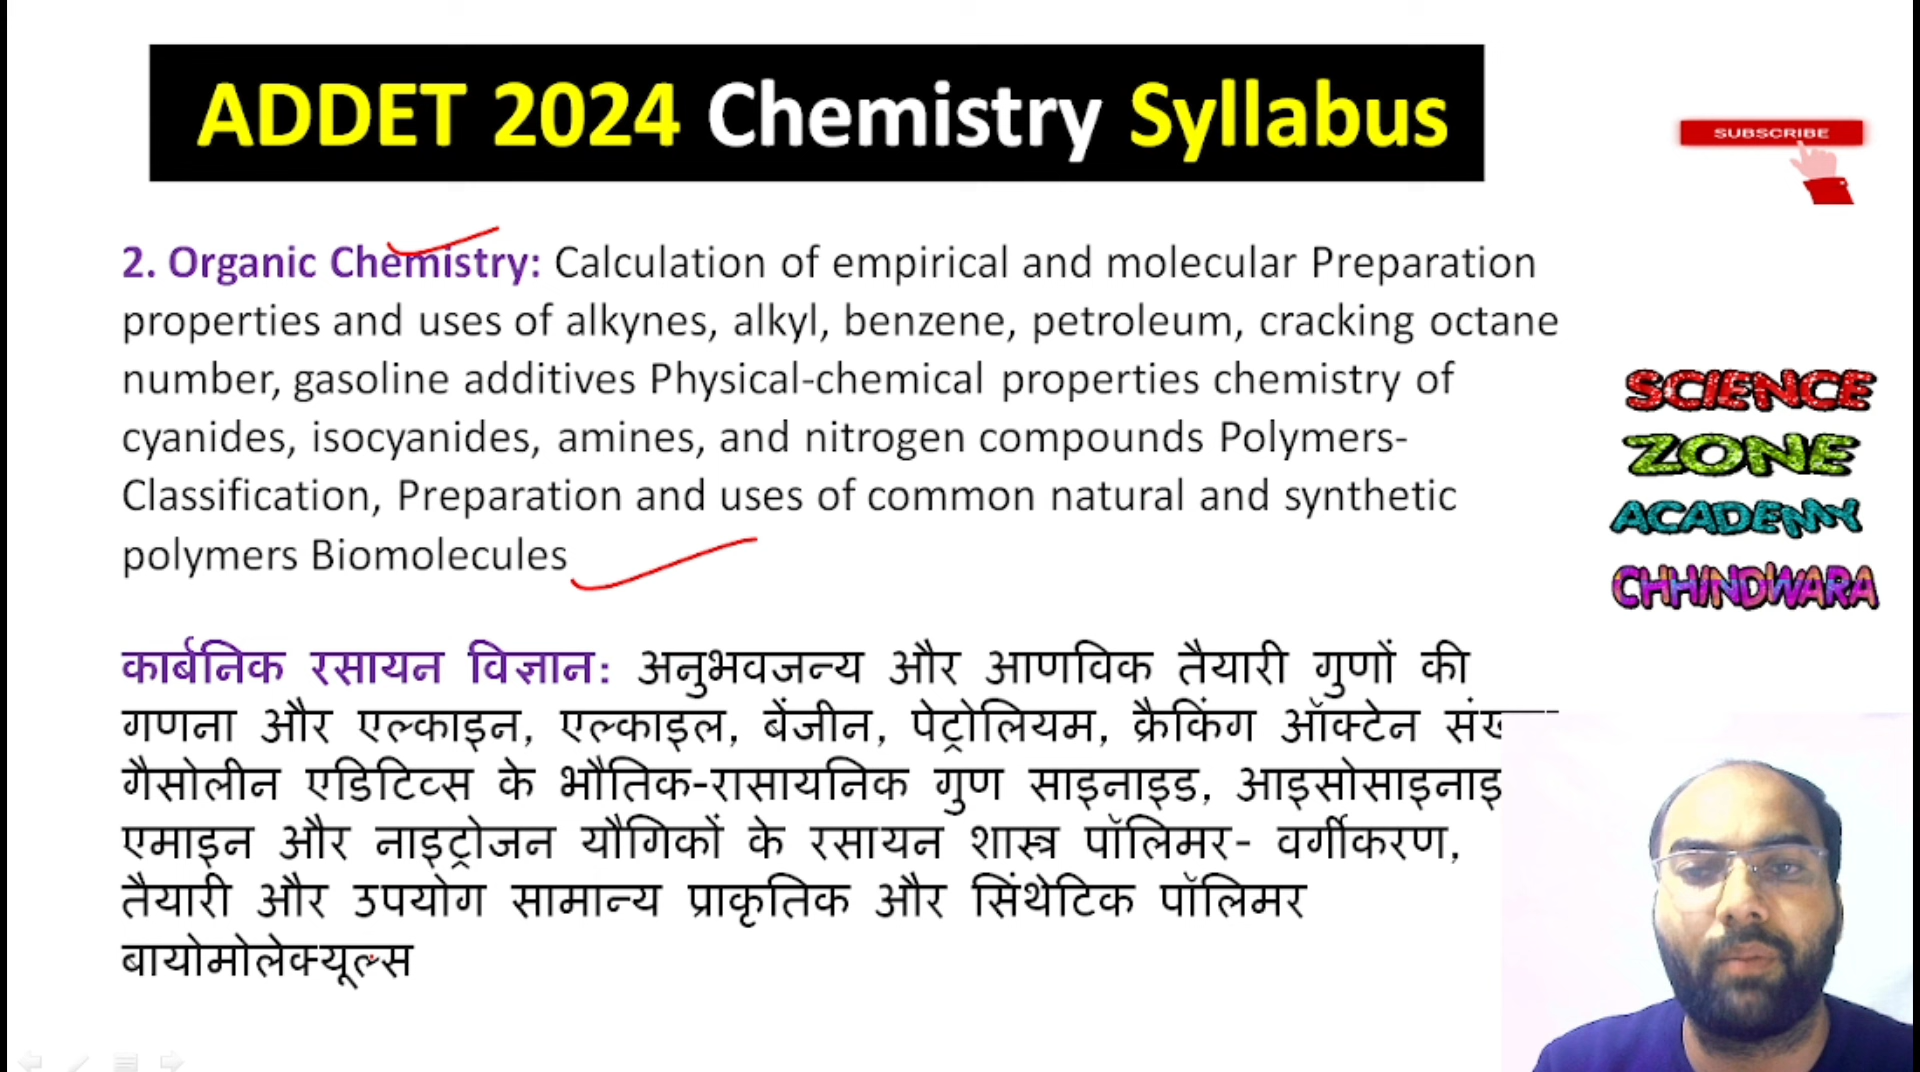 ADDET 2024 Chemistry Syllabus
SUBSCRIBE
2. Organic Chemistry: Calculation of empirical and molecular Preparation
properties and uses of alkynes, alkyl, benzene, petroleum, cracking octane
number, gasoline additives Physical-chemical properties chemistry of
cyanides, isocyanides, amines, and nitrogen compounds Polymers-
Classification, Preparation and uses of common natural and synthetic
polymers Biomolecules
SCIENCE
ZONE
ACADEMY
CHHINDWARA
कार्बनिक रसायन विज्ञान: अनुभवजन्य और आणविक तैयारी गुणों की
गणना और एल्काइन, एल्काइल, बेंजीन, पेट्रोलियम, क्रैकिंग ऑक्टेन
गैसोलीन एडिटिव्स के भौतिक-रासायनिक गुण साइनाइड, आइसोसाइनाइ
एमाइन और नाइट्रोजन यौगिकों के रसायन शास्त्र पॉलिमर- वर्गीकरण,
तैयारी और उपयोग सामान्य प्राकृतिक और सिंथेटिक पॉलिमर
बायोमोलेक्यूल्स